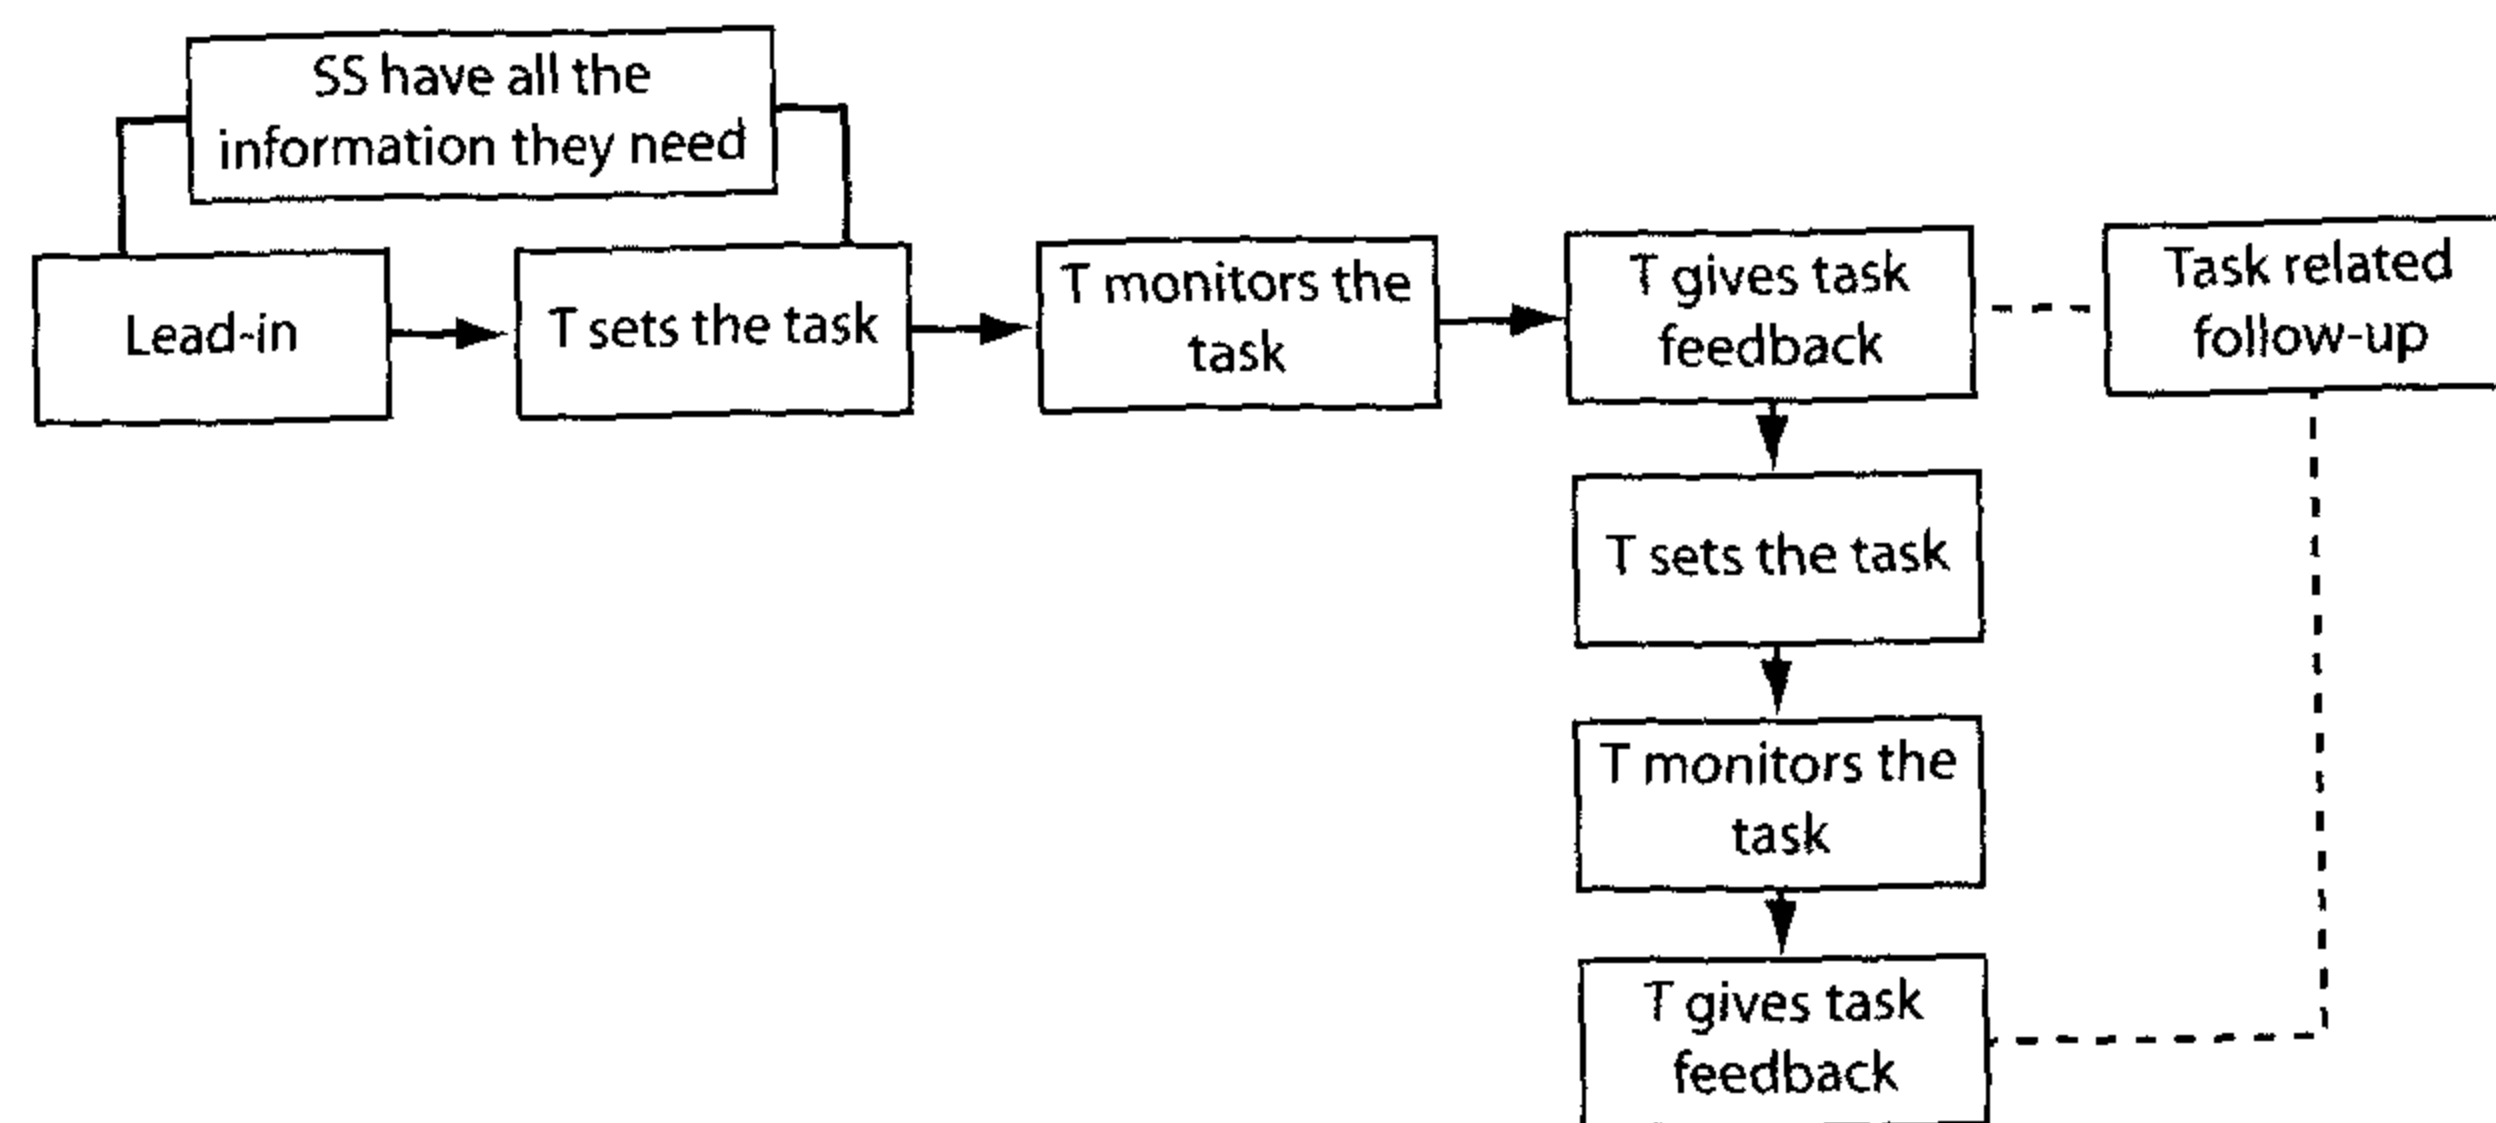 SS have all the
information they need
Lead-in
T sets the task
T monitors the
task
T gives task
feedback
Task related
follow-up
T sets the task
T monitors the
task
T gives task
feedback